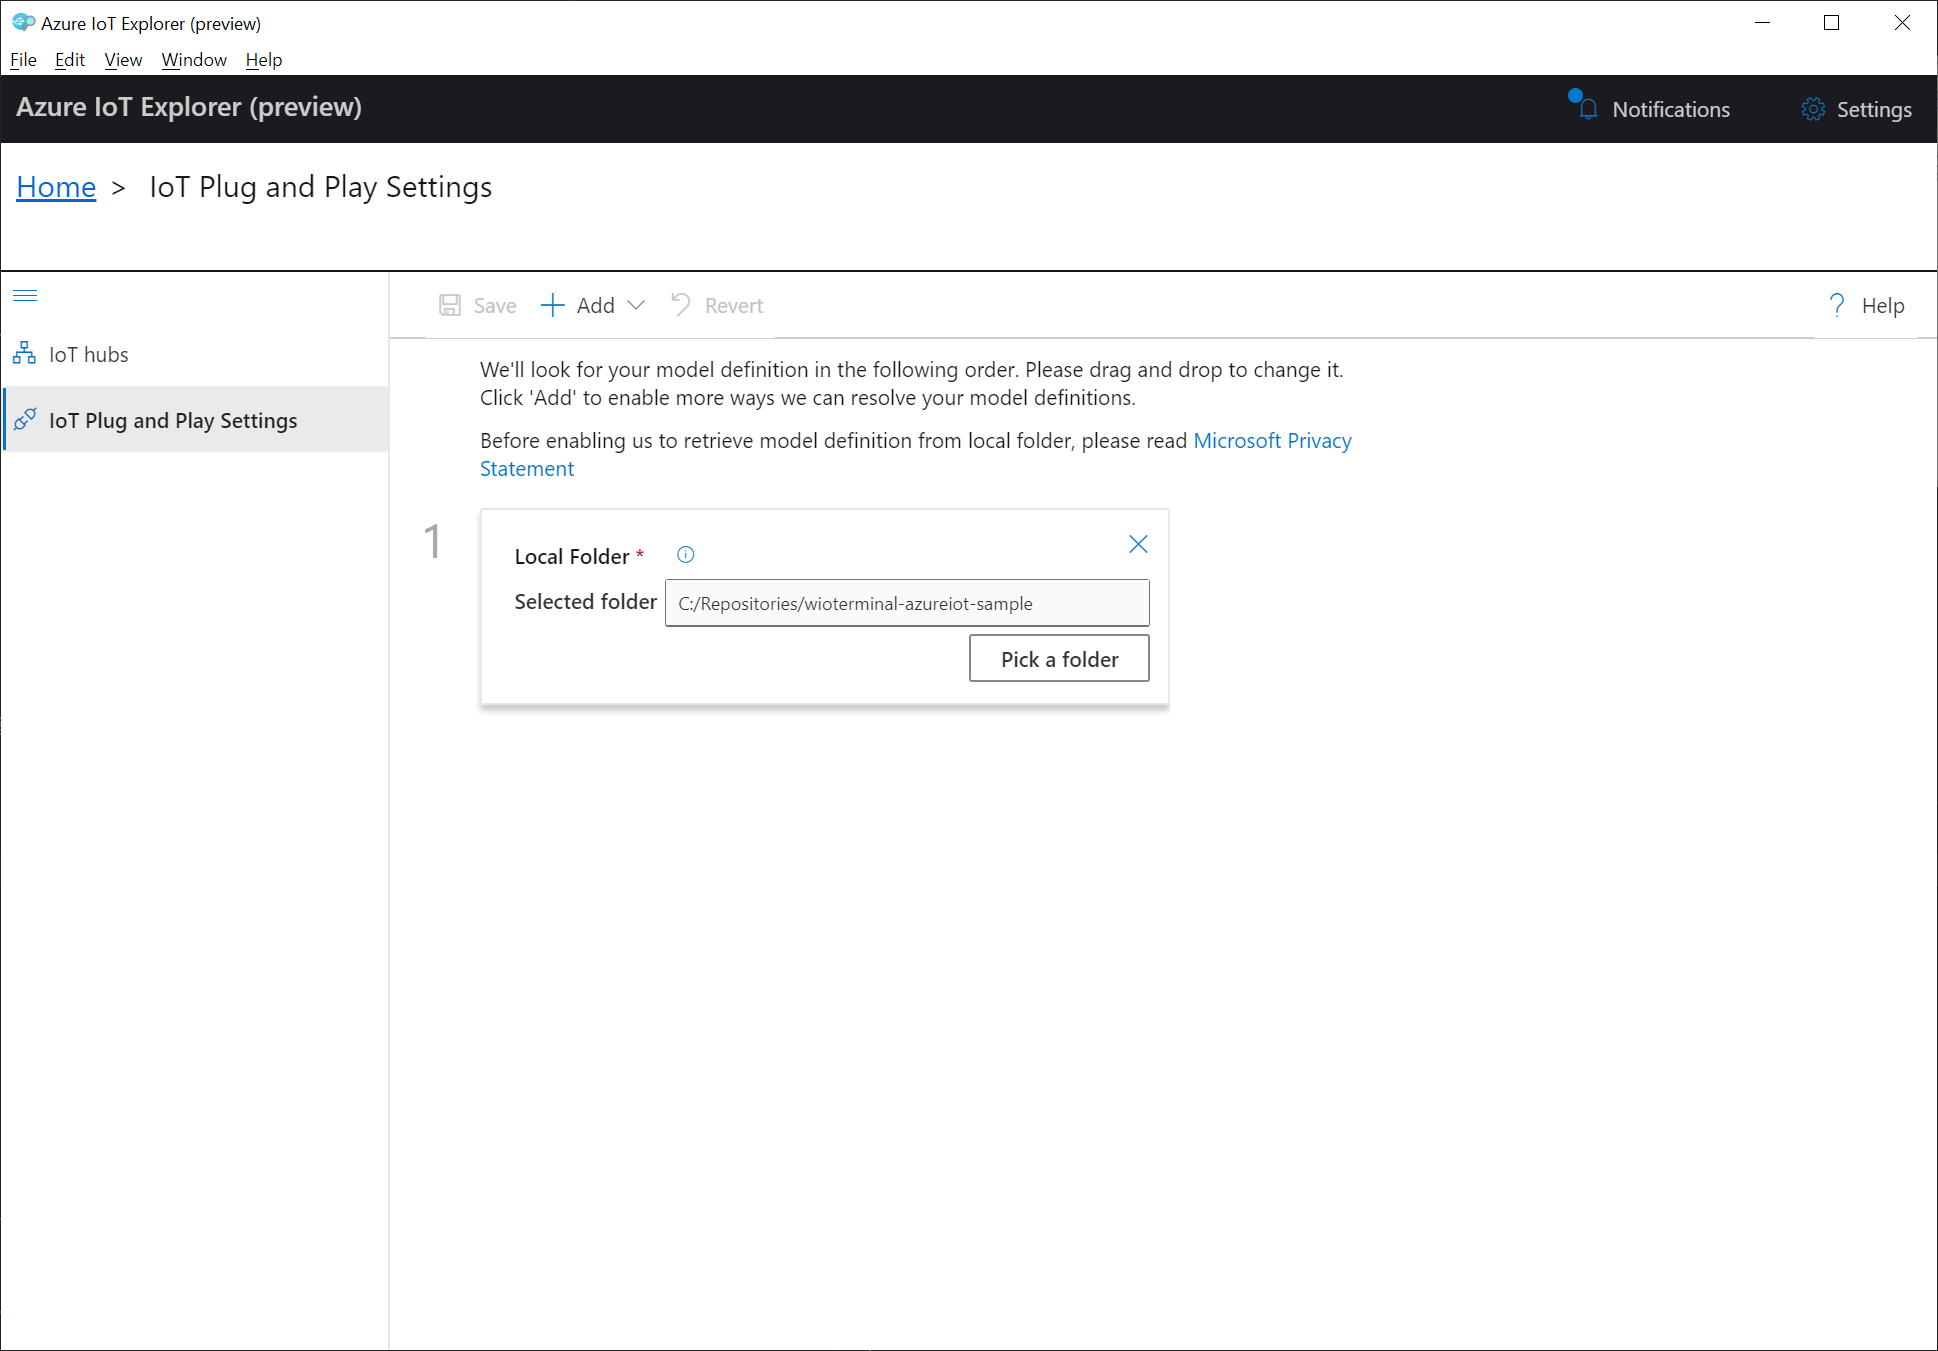 Azure IoT Explorer (preview)
File Edit View Window Help
Azure IoT Explorer (preview)
Notifications
Settings
Home > IoT Plug and Play Settings
IoT hubs
IoT Plug and Play Settings
Save Add Revert
Help
We'll look for your model definition in the following order. Please drag and drop to change it.
Click 'Add' to enable more ways we can resolve your model definitions.
Before enabling us to retrieve model definition from local folder, please read Microsoft Privacy
Statement
1
Local Folder *
Selected folder C:/Repositories/wioterminal-azureiot-sample
Pick a folder